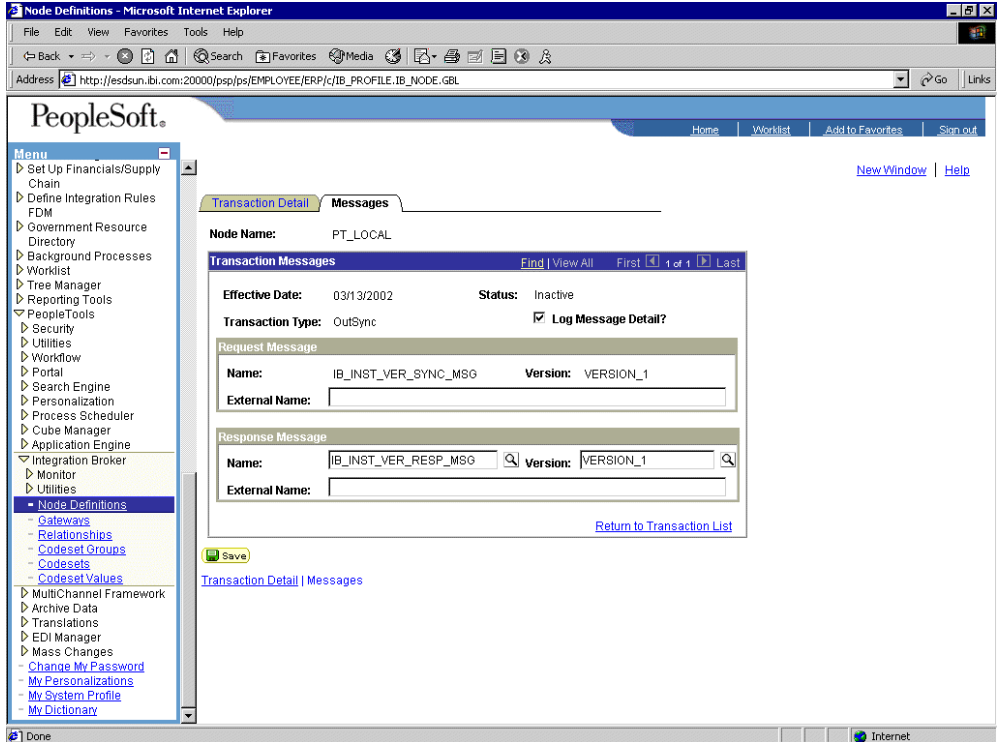 Node Definitions - Microsoft Internet Explorer
File Edit View Favorites Tools Help
Back Search Favorites Media
Address http://esdsun.ibi.com:20000/psp/ps/EMPLOYEE/ERP/c/IB_PROFILE.IB_NODE.GBL Go Links
PeopleSoft®
Home Worklist Add to Favorites Sign out
Menu
Set Up Financials/Supply
Chain
Define Integration Rules
FDM
Government Resource
Directory
Background Processes
Worklist
Tree Manager
Reporting Tools
PeopleTools
Security
Utilities
Workflow
Portal
Search Engine
Personalization
Process Scheduler
Cube Manager
Application Engine
Integration Broker
Monitor
Utilities
Node Definitions
Gateways
Relationships
Codeset Groups
Codesets
Codeset Values
MultiChannel Framework
Archive Data
Translations
EDI Manager
Mass Changes
Change My Password
My Personalizations
My System Profile
My Dictionary
New Window | Help
Transaction Detail Messages
Node Name: PT_LOCAL
Transaction Messages Find | View All First 1 of 1 Last
Effective Date: 03/13/2002 Status: Inactive
Transaction Type: OutSync Log Message Detail?
Request Message
Name: IB_INST_VER_SYNC_MSG Version: VERSION_1
External Name:
Response Message
Name: IB_INST_VER_RESP_MSG Version: VERSION_1
External Name:
Return to Transaction List
Save
Transaction Detail | Messages
Done Internet